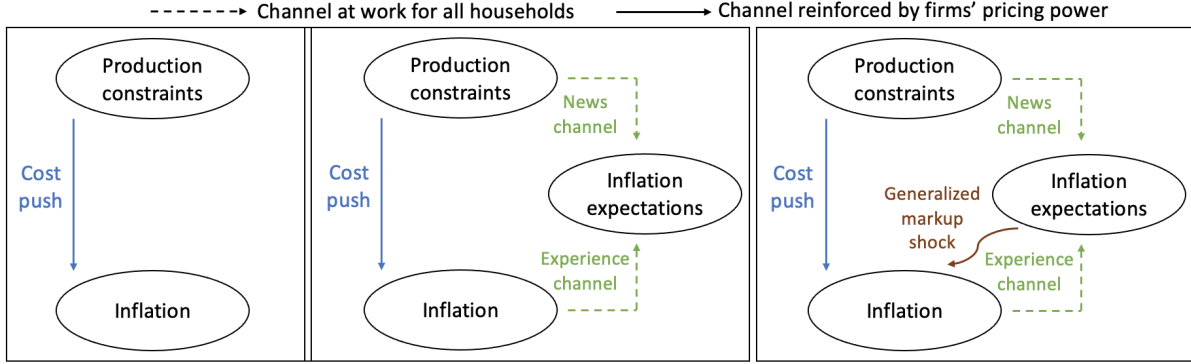 Channel at work for all households
Channel reinforced by firms' pricing power
Production
constraints
Cost
push
Inflation
Production
constraints
News
channel
Cost
push
Inflation
expectations
Experience
channel
Inflation
Production
constraints
News
channel
Cost
push
Generalized
markup
shock
Inflation
expectations
Experience
channel
Inflation